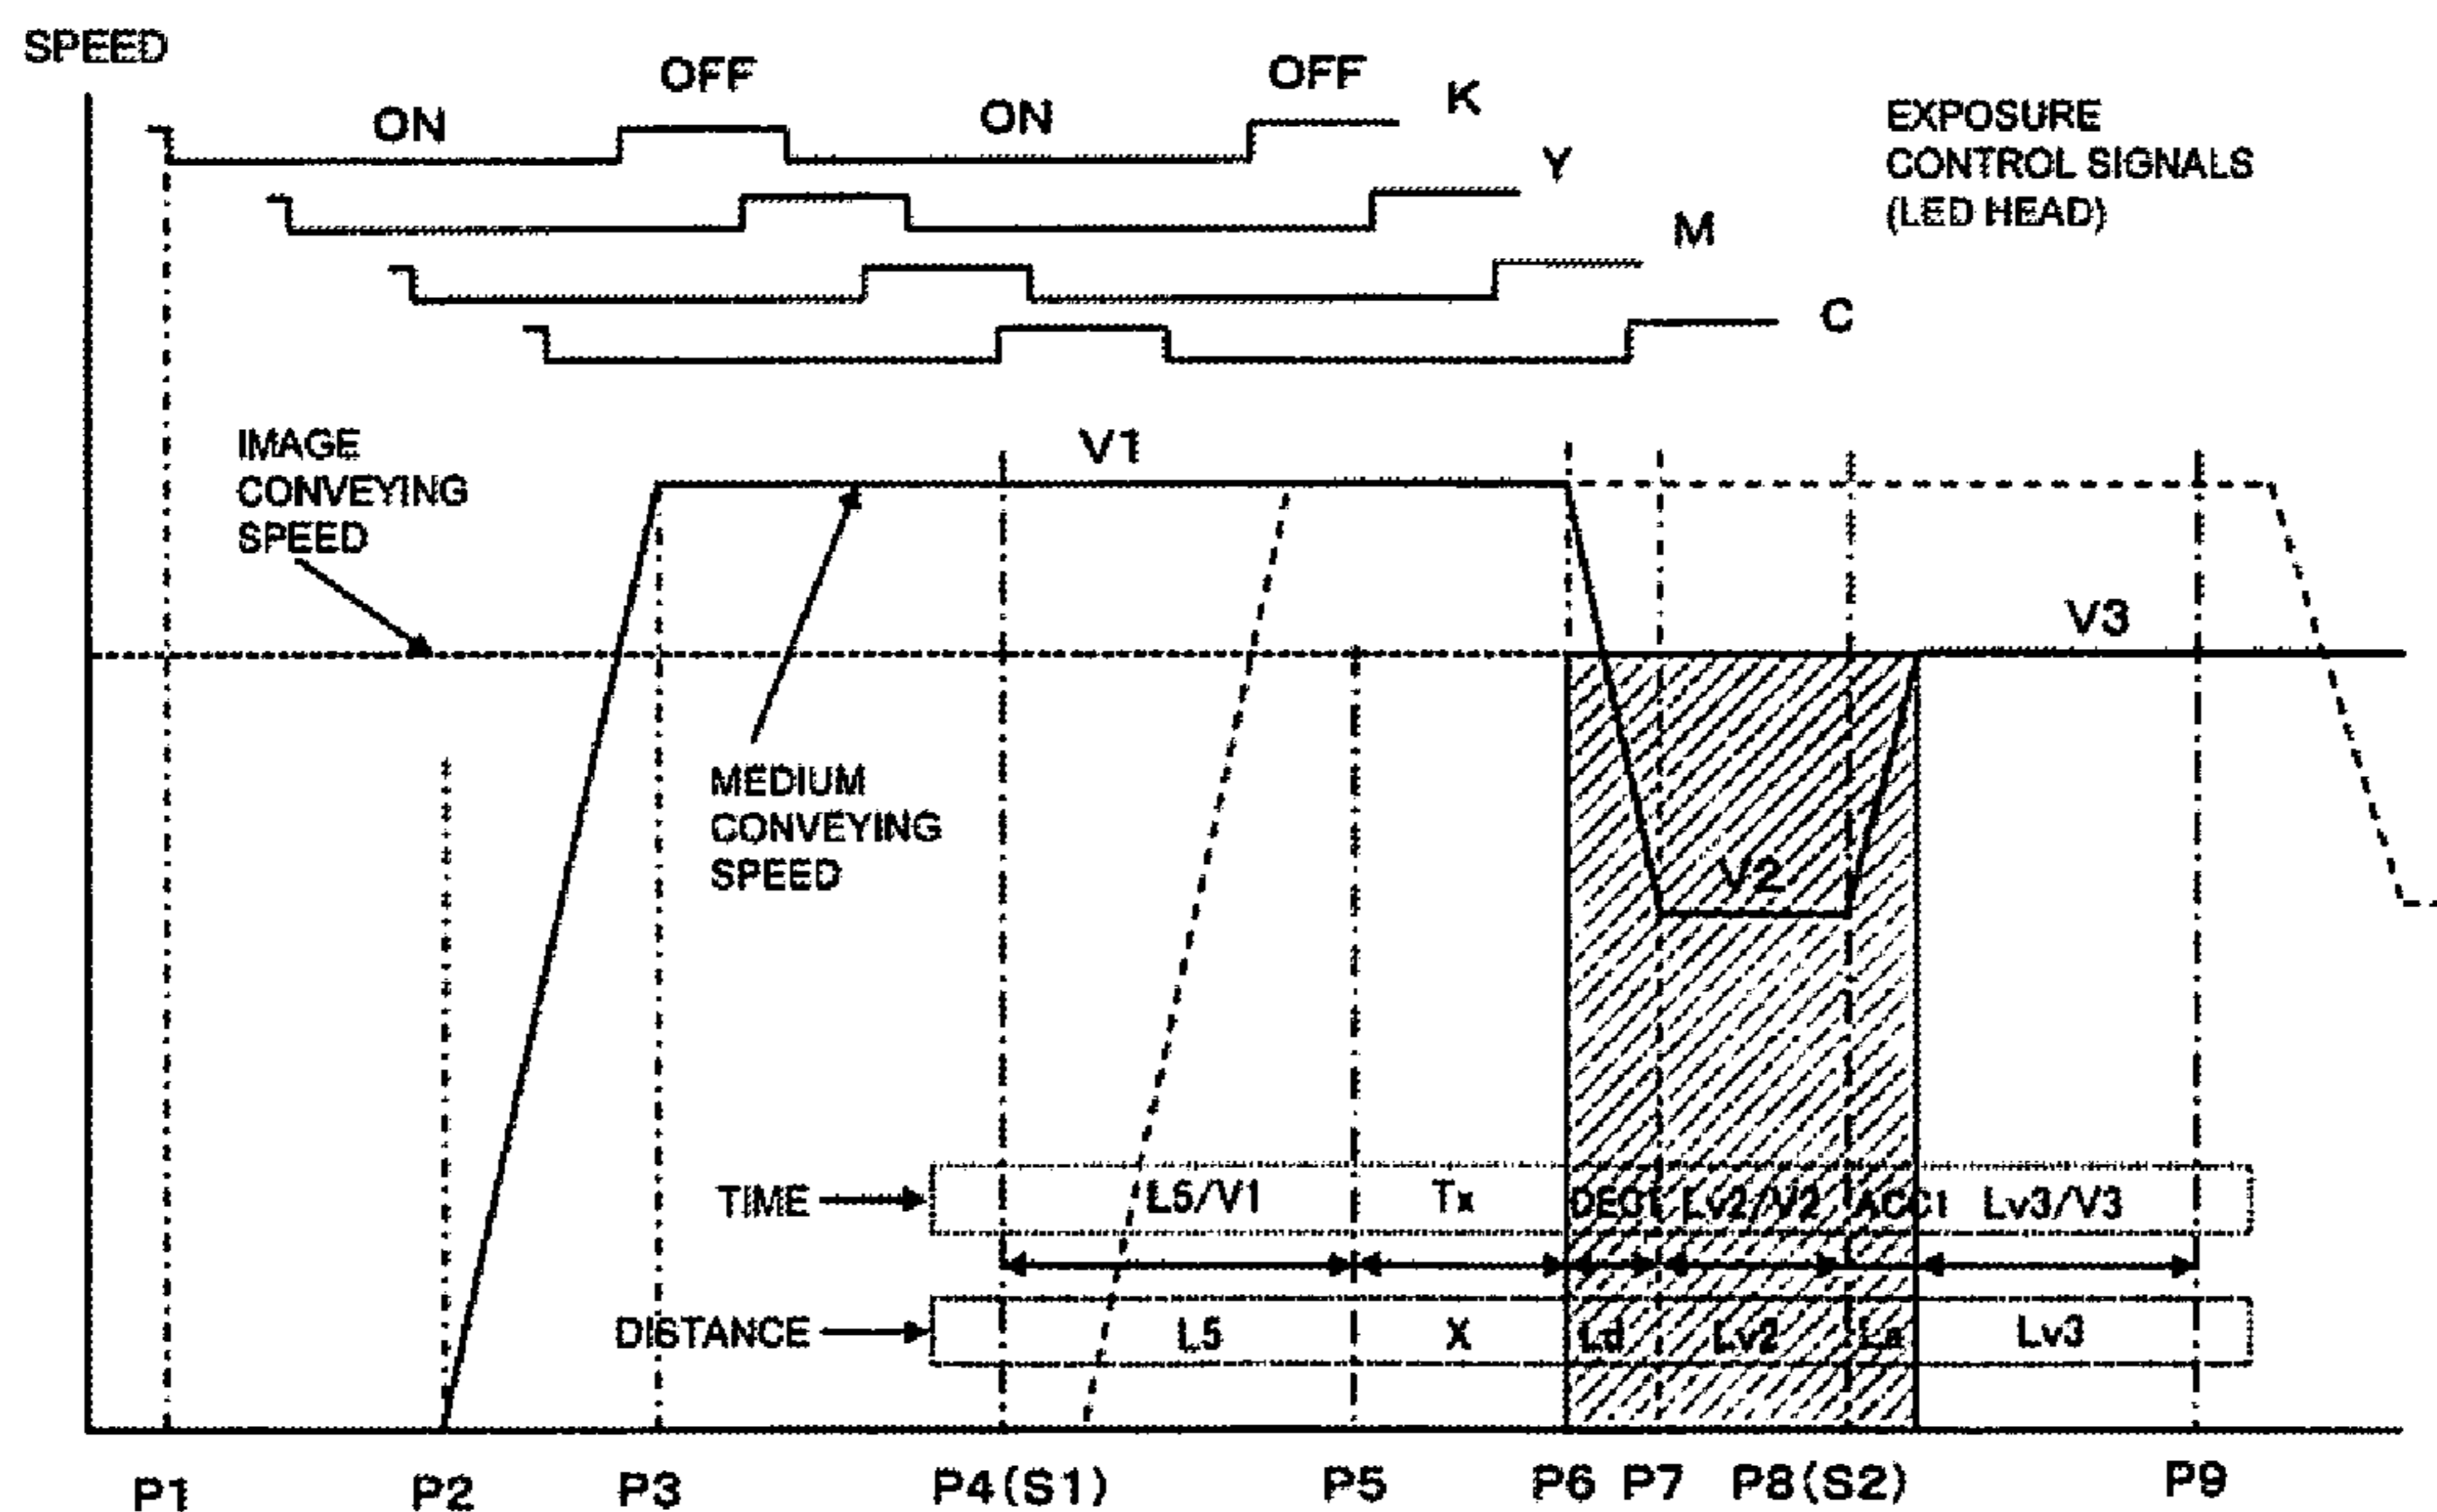 SPEED
OFF
OFF
ON
ON
K
Y
M
C
EXPOSURE
CONTROL SIGNALS
(LED HEAD)
IMAGE
CONVEYING
SPEED
V1
V3
MEDIUM
CONVEYING
SPEED
V2
TIME
L5/V1
Tx
DEC1
Lv2/V2
ACC1
Lv3/V3
DISTANCE
L5
X
Ld
Lv2
La
Lv3
P1
P2
P3
P4(S1)
P5
P6
P7
P8(S2)
P9